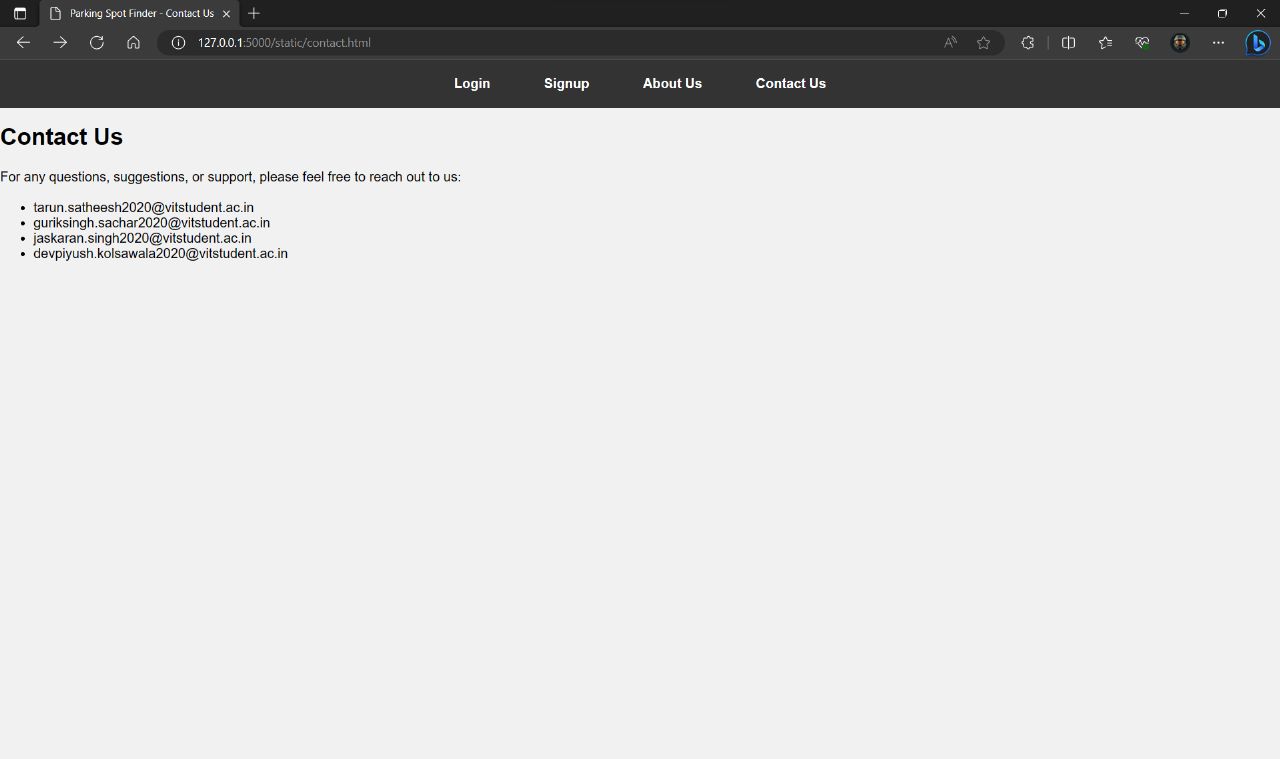 Parking Spot Finder - Contact Us
127.0.0.1:5000/static/contact.html
Login Signup About Us Contact Us
Contact Us
For any questions, suggestions, or support, please feel free to reach out to us:
• tarun.satheesh2020@vitstudent.ac.in
• guriksingh.sachar2020@vitstudent.ac.in
• jaskaran.singh2020@vitstudent.ac.in
• devpiyush.kolsawala2020@vitstudent.ac.in